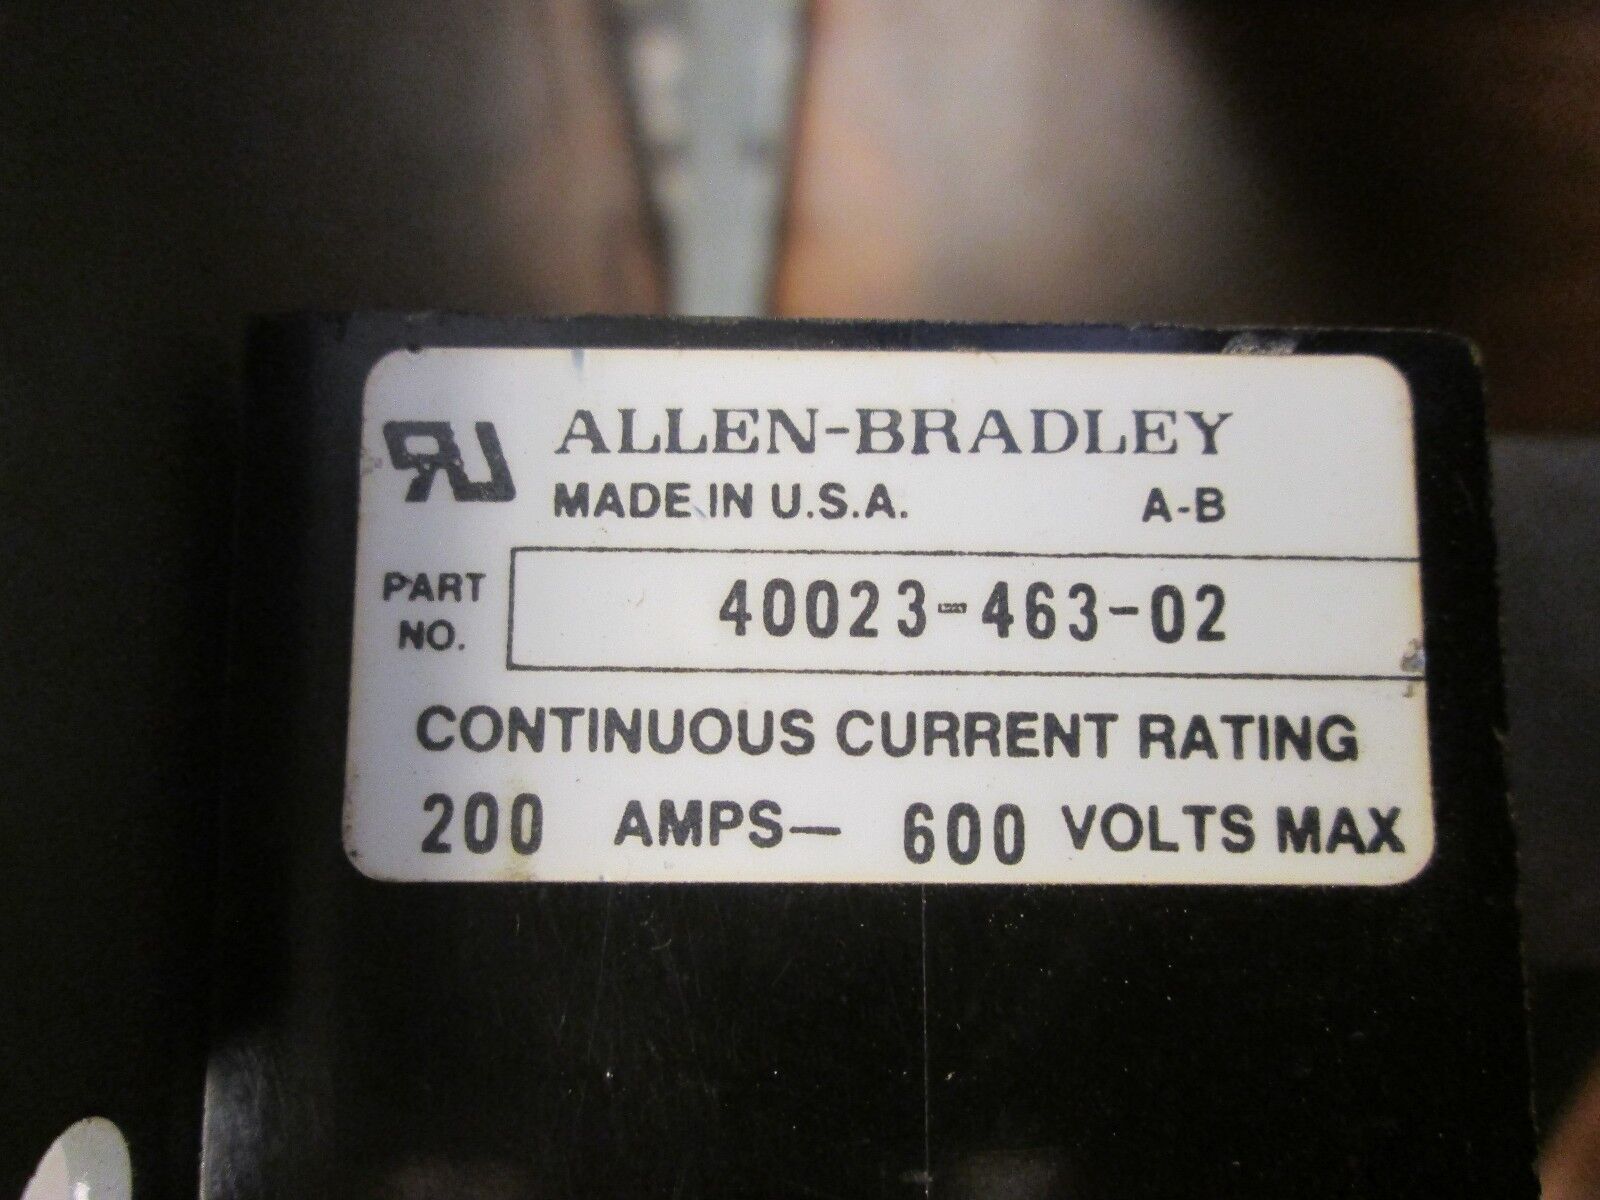 ALLEN-BRADLEY
MADE IN U.S.A. A-B
PART NO. 40023-463-02
CONTINUOUS CURRENT RATING
200 AMPS— 600 VOLTS MAX